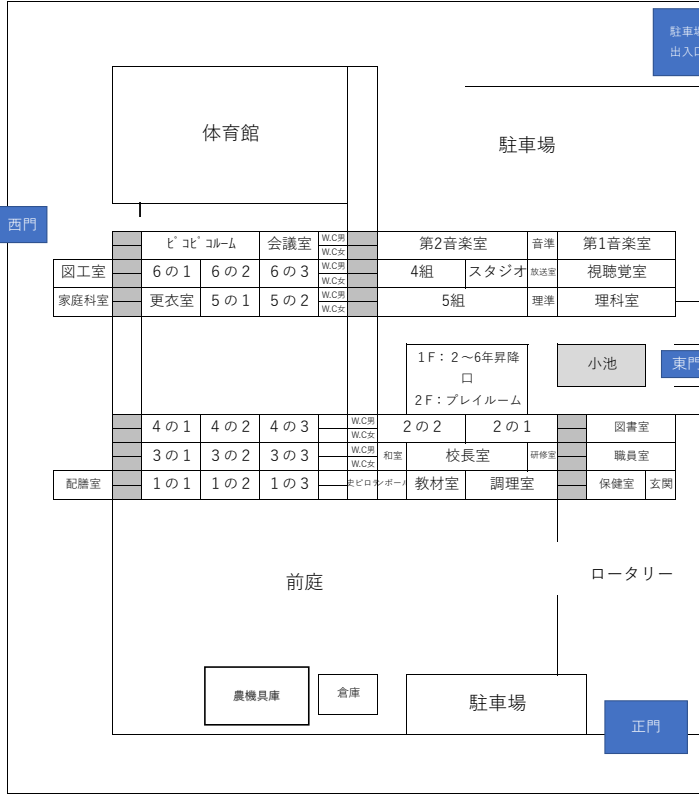 駐車場
出入口
体育館
駐車場
西門
ﾋﾟｺﾋﾟｺﾙｰﾑ 会議室 W.C男 第2音楽室 音準 第1音楽室
W.C女
図工室 6の1 6の2 6の3 W.C男 4組 スタジオ 放送室 視聴覚室
W.C女
家庭科室 更衣室 5の1 5の2 W.C男 5組 理準 理科室
W.C女
1F：2～6年昇降
口
2F：プレイルーム
小池
東門
4の1 4の2 4の3 W.C男 2の2 2の1 図書室
W.C女
3の1 3の2 3の3 W.C男 和室 校長室 研修室 職員室
W.C女
配膳室 1の1 1の2 1の3 教材室 調理室 保健室 玄関
前庭
ロータリー
農機具庫
倉庫
駐車場
正門